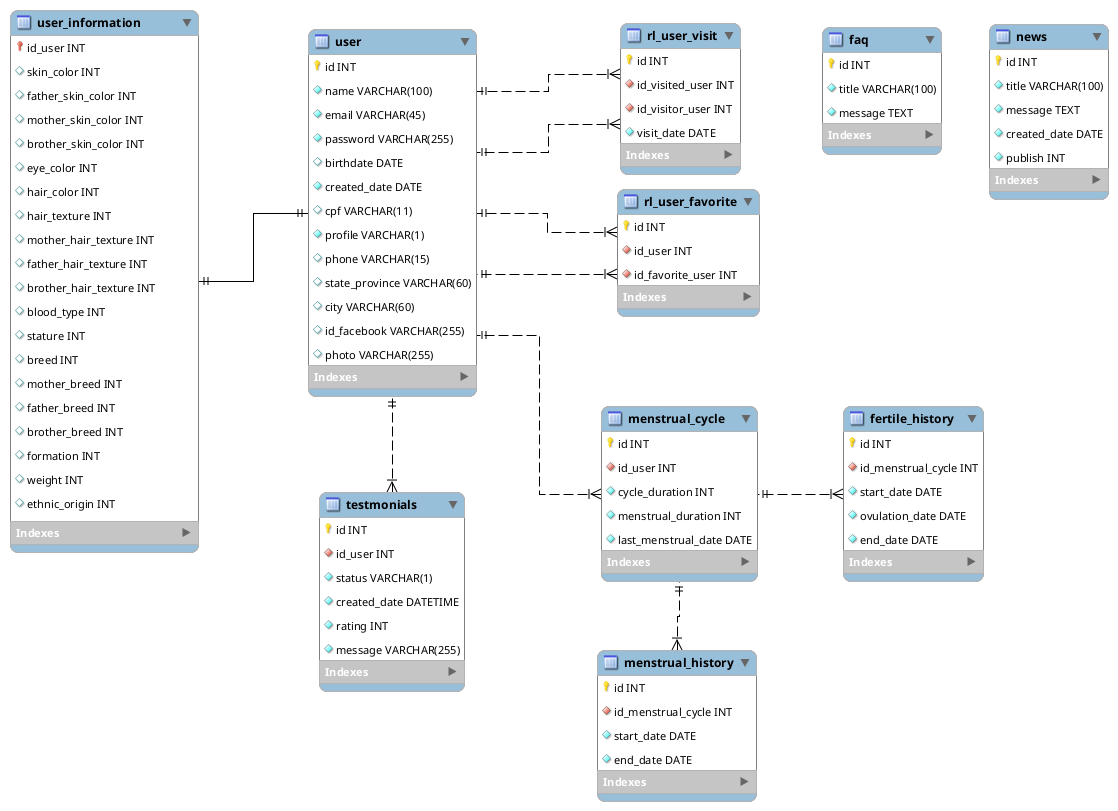 user_information
id_user INT
skin_color INT
father_skin_color INT
mother_skin_color INT
brother_skin_color INT
eye_color INT
hair_color INT
hair_texture INT
mother_hair_texture INT
father_hair_texture INT
brother_hair_texture INT
blood_type INT
stature INT
breed INT
mother_breed INT
father_breed INT
brother_breed INT
formation INT
weight INT
ethnic_origin INT
Indexes
user
id INT
name VARCHAR(100)
email VARCHAR(45)
password VARCHAR(255)
birthdate DATE
created_date DATE
cpf VARCHAR(11)
profile VARCHAR(1)
phone VARCHAR(15)
state_province VARCHAR(60)
city VARCHAR(60)
id_facebook VARCHAR(255)
photo VARCHAR(255)
Indexes
testmonials
id INT
id_user INT
status VARCHAR(1)
created_date DATETIME
rating INT
message VARCHAR(255)
Indexes
rl_user_visit
id INT
id_visited_user INT
id_visitor_user INT
visit_date DATE
Indexes
rl_user_favorite
id INT
id_user INT
id_favorite_user INT
Indexes
menstrual_cycle
id INT
id_user INT
cycle_duration INT
menstrual_duration INT
last_menstrual_date DATE
Indexes
menstrual_history
id INT
id_menstrual_cycle INT
start_date DATE
end_date DATE
Indexes
faq
id INT
title VARCHAR(100)
message TEXT
Indexes
fertile_history
id INT
id_menstrual_cycle INT
start_date DATE
ovulation_date DATE
end_date DATE
Indexes
news
id INT
title VARCHAR(100)
message TEXT
created_date DATE
publish INT
Indexes